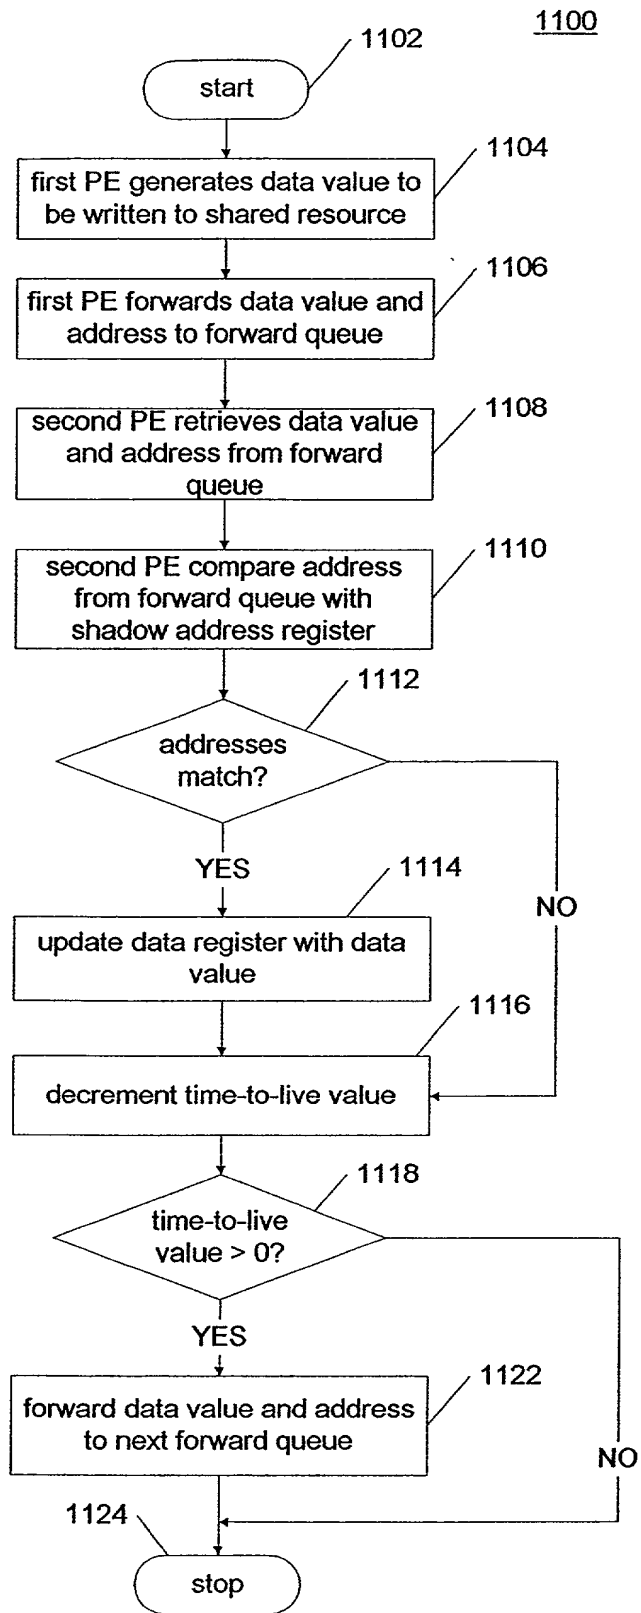 1100
1102
start
1104
first PE generates data value to
be written to shared resource
1106
first PE forwards data value and
address to forward queue
1108
second PE retrieves data value
and address from forward
queue
1110
second PE compare address
from forward queue with
shadow address register
1112
addresses
match?
YES
NO
1114
update data register with data
value
1116
decrement time-to-live value
1118
time-to-live
value > 0?
YES
NO
1122
forward data value and address
to next forward queue
1124
stop